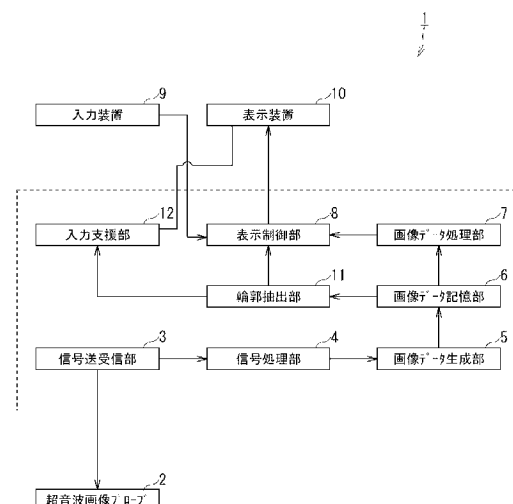 1
9
入力装置
10
表示装置
12
入力支援部
8
表示制御部
7
画像データ処理部
11
輪郭抽出部
6
画像データ記憶部
3
信号送受信部
4
信号処理部
5
画像データ生成部
2
超音波画像プローブ